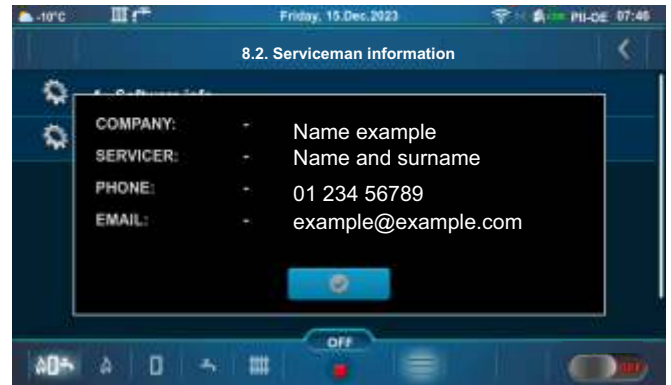 -10°C Friday, 15.Dec.2023 PII-OE 07:46
8.2. Serviceman information
COMPANY: - Name example
SERVICER: - Name and surname
PHONE: - 01 234 56789
EMAIL: - example@example.com
OFF
OFF